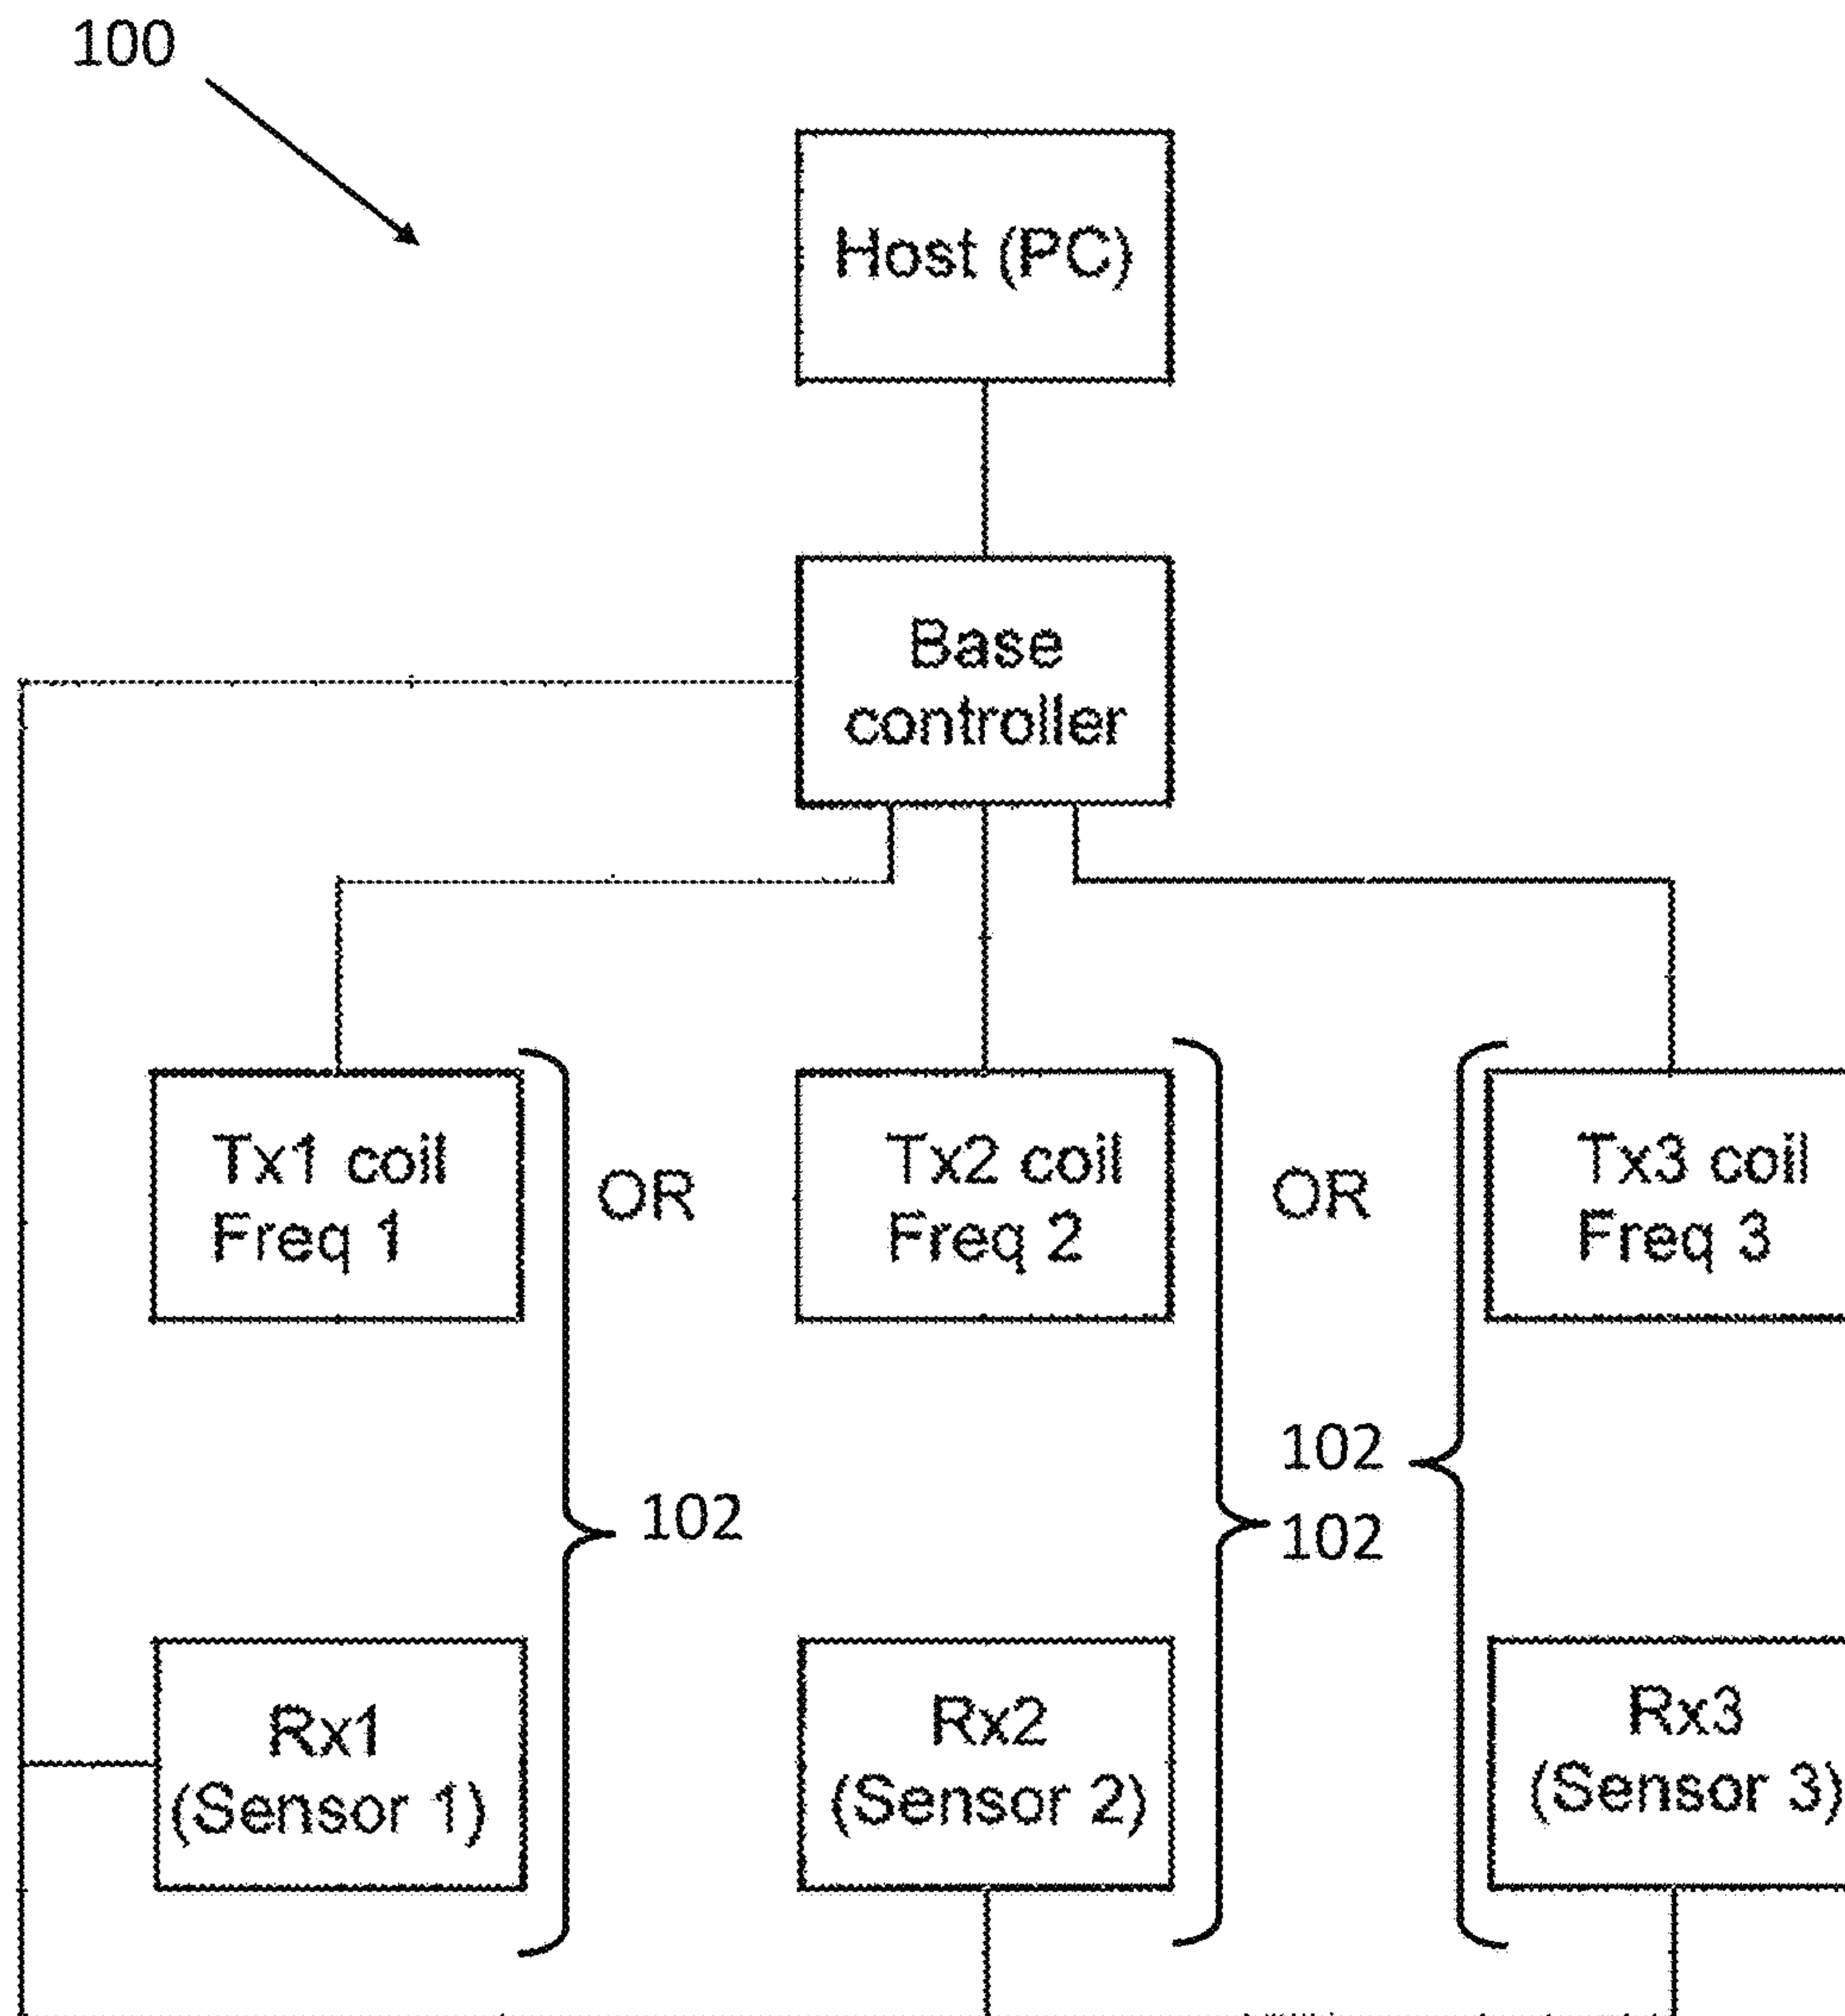 100
Host (PC)
Base
controller
Tx1 coil
Freq 1
OR
Tx2 coil
Freq 2
OR
Tx3 coil
Freq 3
102
102
102
Rx1
(Sensor 1)
Rx2
(Sensor 2)
Rx3
(Sensor 3)